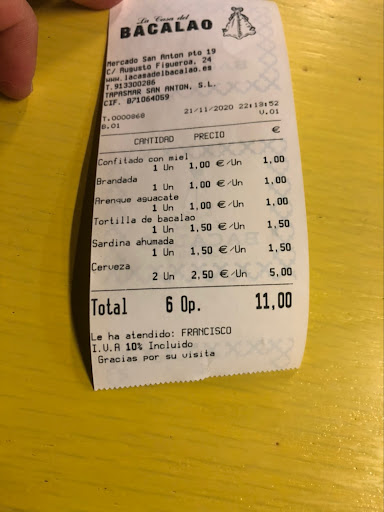 La Casa del
BACALAO
Mercado San Anton pto 19
C/ Augusto Figueroa, 24
www.lacasadelbacalao.es
T.913300286
TAPASMAR SAN ANTON, S.L.
CIF. B71064059
T.0000868 21/11/2020 22:13:52
B.01 V.01
CANTIDAD PRECIO €
Confitado con miel
1 Un 1,00 €/Un 1,00
Brandada
1 Un 1,00 €/Un 1,00
Arenque aguacate
1 Un 1,00 €/Un 1,00
Tortilla de bacalao
1 Un 1,50 €/Un 1,50
Sardina ahumada
1 Un 1,50 €/Un 1,50
Cerveza
2 Un 2,50 €/Un 5,00
Total 6 Op. 11,00
Le ha atendido: FRANCISCO
I.V.A 10% Incluido
Gracias por su visita